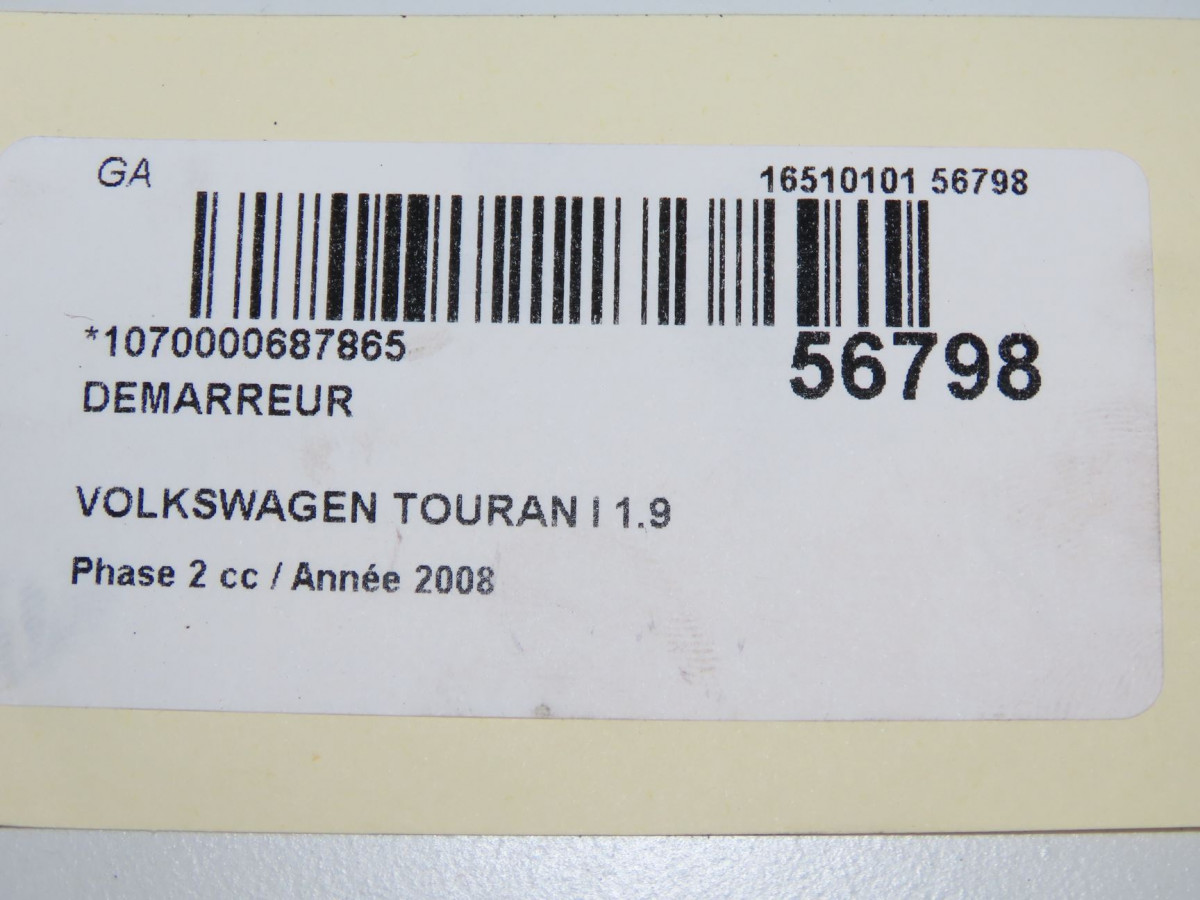 GA
16510101 56798
*1070000687865
56798
DEMARREUR
VOLKSWAGEN TOURAN I 1.9
Phase 2 cc / Année 2008